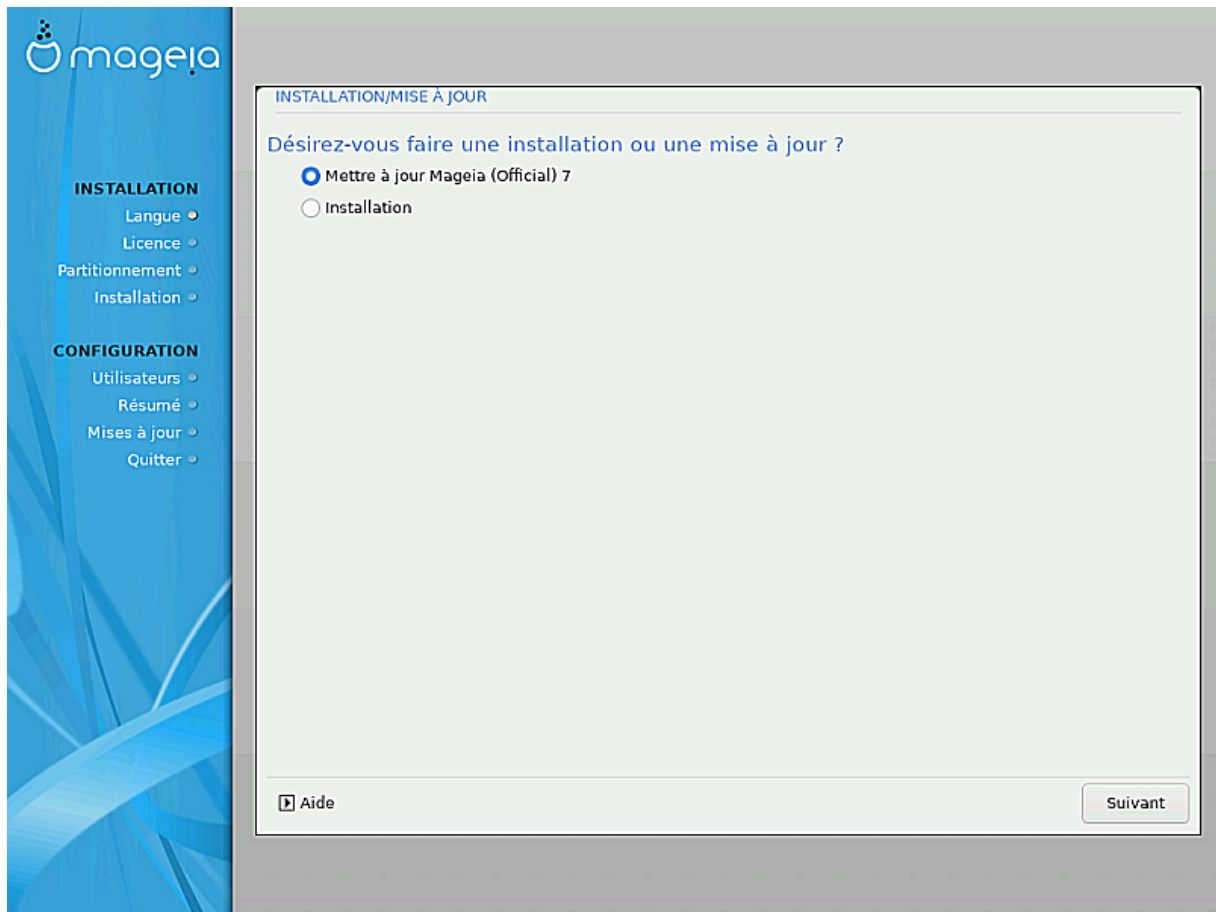 mageia
INSTALLATION
Langue
Licence
Partitionnement
Installation
CONFIGURATION
Utilisateurs
Résumé
Mises à jour
Quitter
INSTALLATION/MISE À JOUR
Désirez-vous faire une installation ou une mise à jour ?
Mettre à jour Mageia (Official) 7
Installation
Aide
Suivant